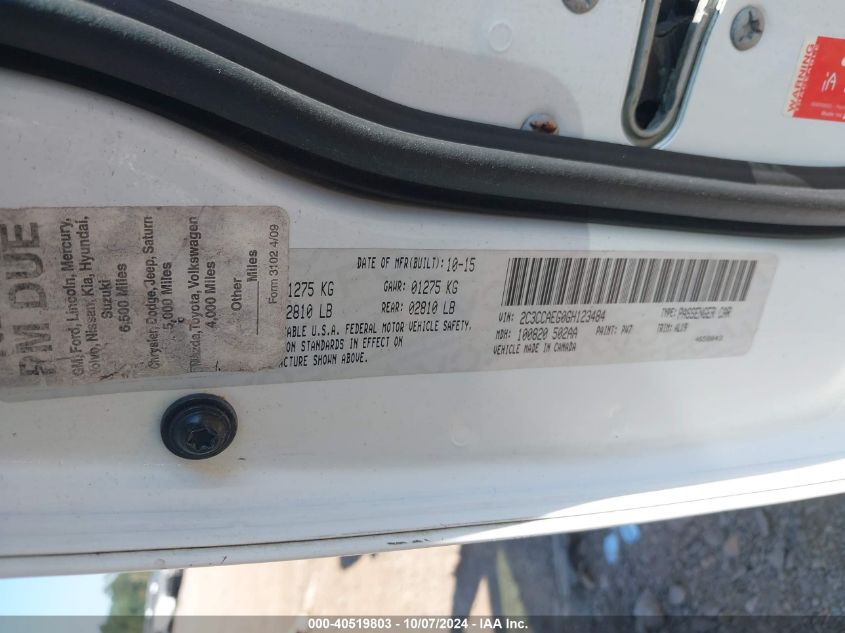 WARNING
PM DUE
GM, Ford, Lincoln, Mercury,
Volvo, Nissan, Kia, Hyundai,
Suzuki
6,500 Miles
Chrysler, Dodge, Jeep, Saturn
5,000 Miles
Mazda, Toyota, Volkswagen
4,000 Miles
Other
Miles
Form 3102 4/09
DATE OF MFR(BUILT): 10-15
1275 KG GAWR: 01275 KG
2810 LB REAR: 02810 LB
ABLE U.S.A. FEDERAL MOTOR VEHICLE SAFETY,
ON STANDARDS IN EFFECT ON
ACTURE SHOWN ABOVE.
VIN: 2C3CCAEG0GH123484 TYPE: PASSENGER CAR
MDH: 100820 502AA PAINT: PW7 TRIM: ALX9
VEHICLE MADE IN CANADA
000-40519803 - 10/07/2024 - IAA Inc.